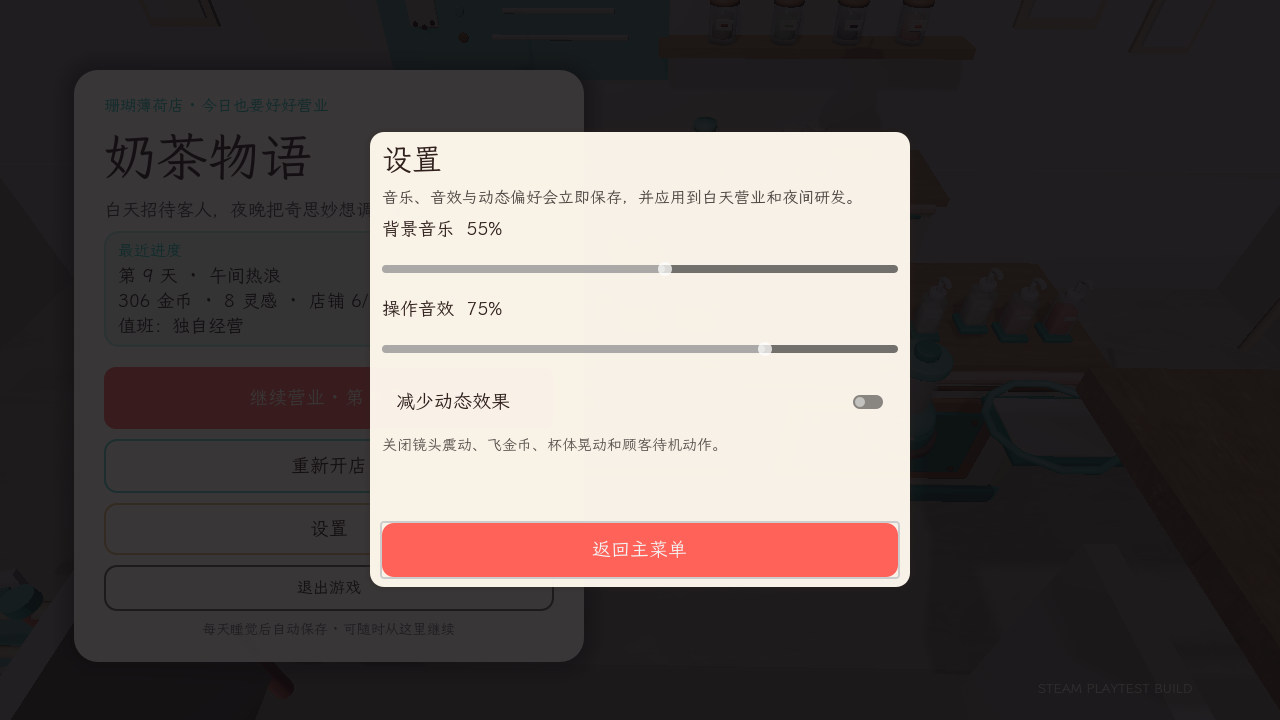 珊瑚薄荷店 · 今日也要好好营业
奶茶物语
白天招待客人，夜晚把奇思妙想调
最近进度
第 9 天 · 午间热浪
306 金币 · 8 灵感 · 店铺 6/
值班：独自经营
继续营业 · 第
重新开店
设置
退出游戏
每天睡觉后自动保存 · 可随时从这里继续
设置
音乐、音效与动态偏好会立即保存，并应用到白天营业和夜间研发。
背景音乐 55%
操作音效 75%
减少动态效果
关闭镜头震动、飞金币、杯体晃动和顾客待机动作。
返回主菜单
STEAM PLAYTEST BUILD